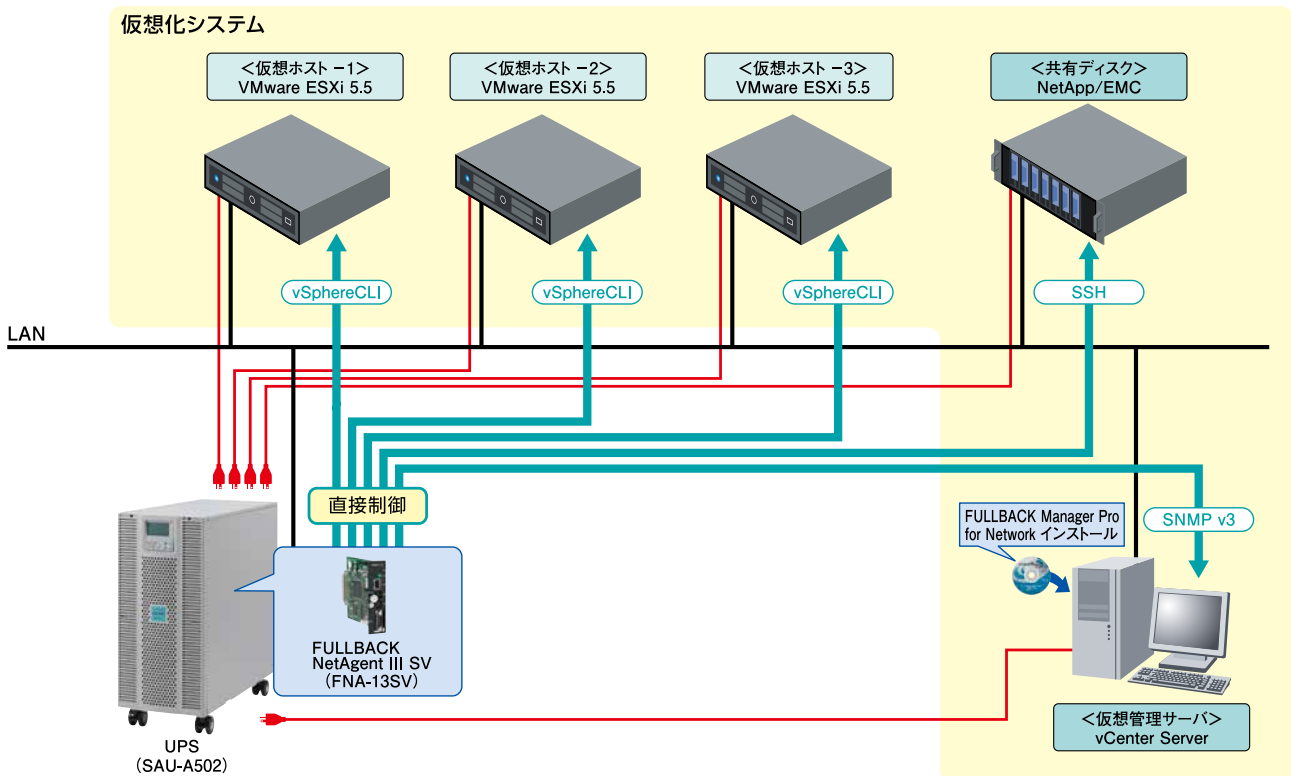 仮想化システム
＜仮想ホスト－1＞
VMware ESXi 5.5
＜仮想ホスト－2＞
VMware ESXi 5.5
＜仮想ホスト－3＞
VMware ESXi 5.5
＜共有ディスク＞
NetApp/EMC
vSphereCLI
vSphereCLI
vSphereCLI
SSH
LAN
直接制御
FULLBACK
NetAgent III SV
（FNA-13SV）
UPS
（SAU-A502）
FULLBACK Manager Pro
for Network インストール
SNMP v3
＜仮想管理サーバ＞
vCenter Server